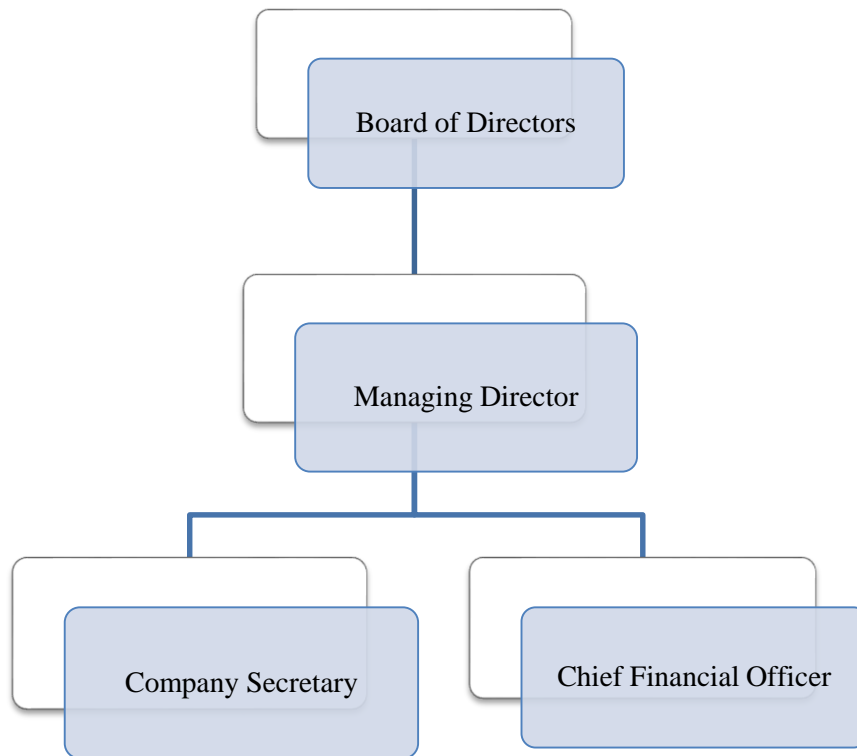 Board of Directors
Managing Director
Company Secretary
Chief Financial Officer